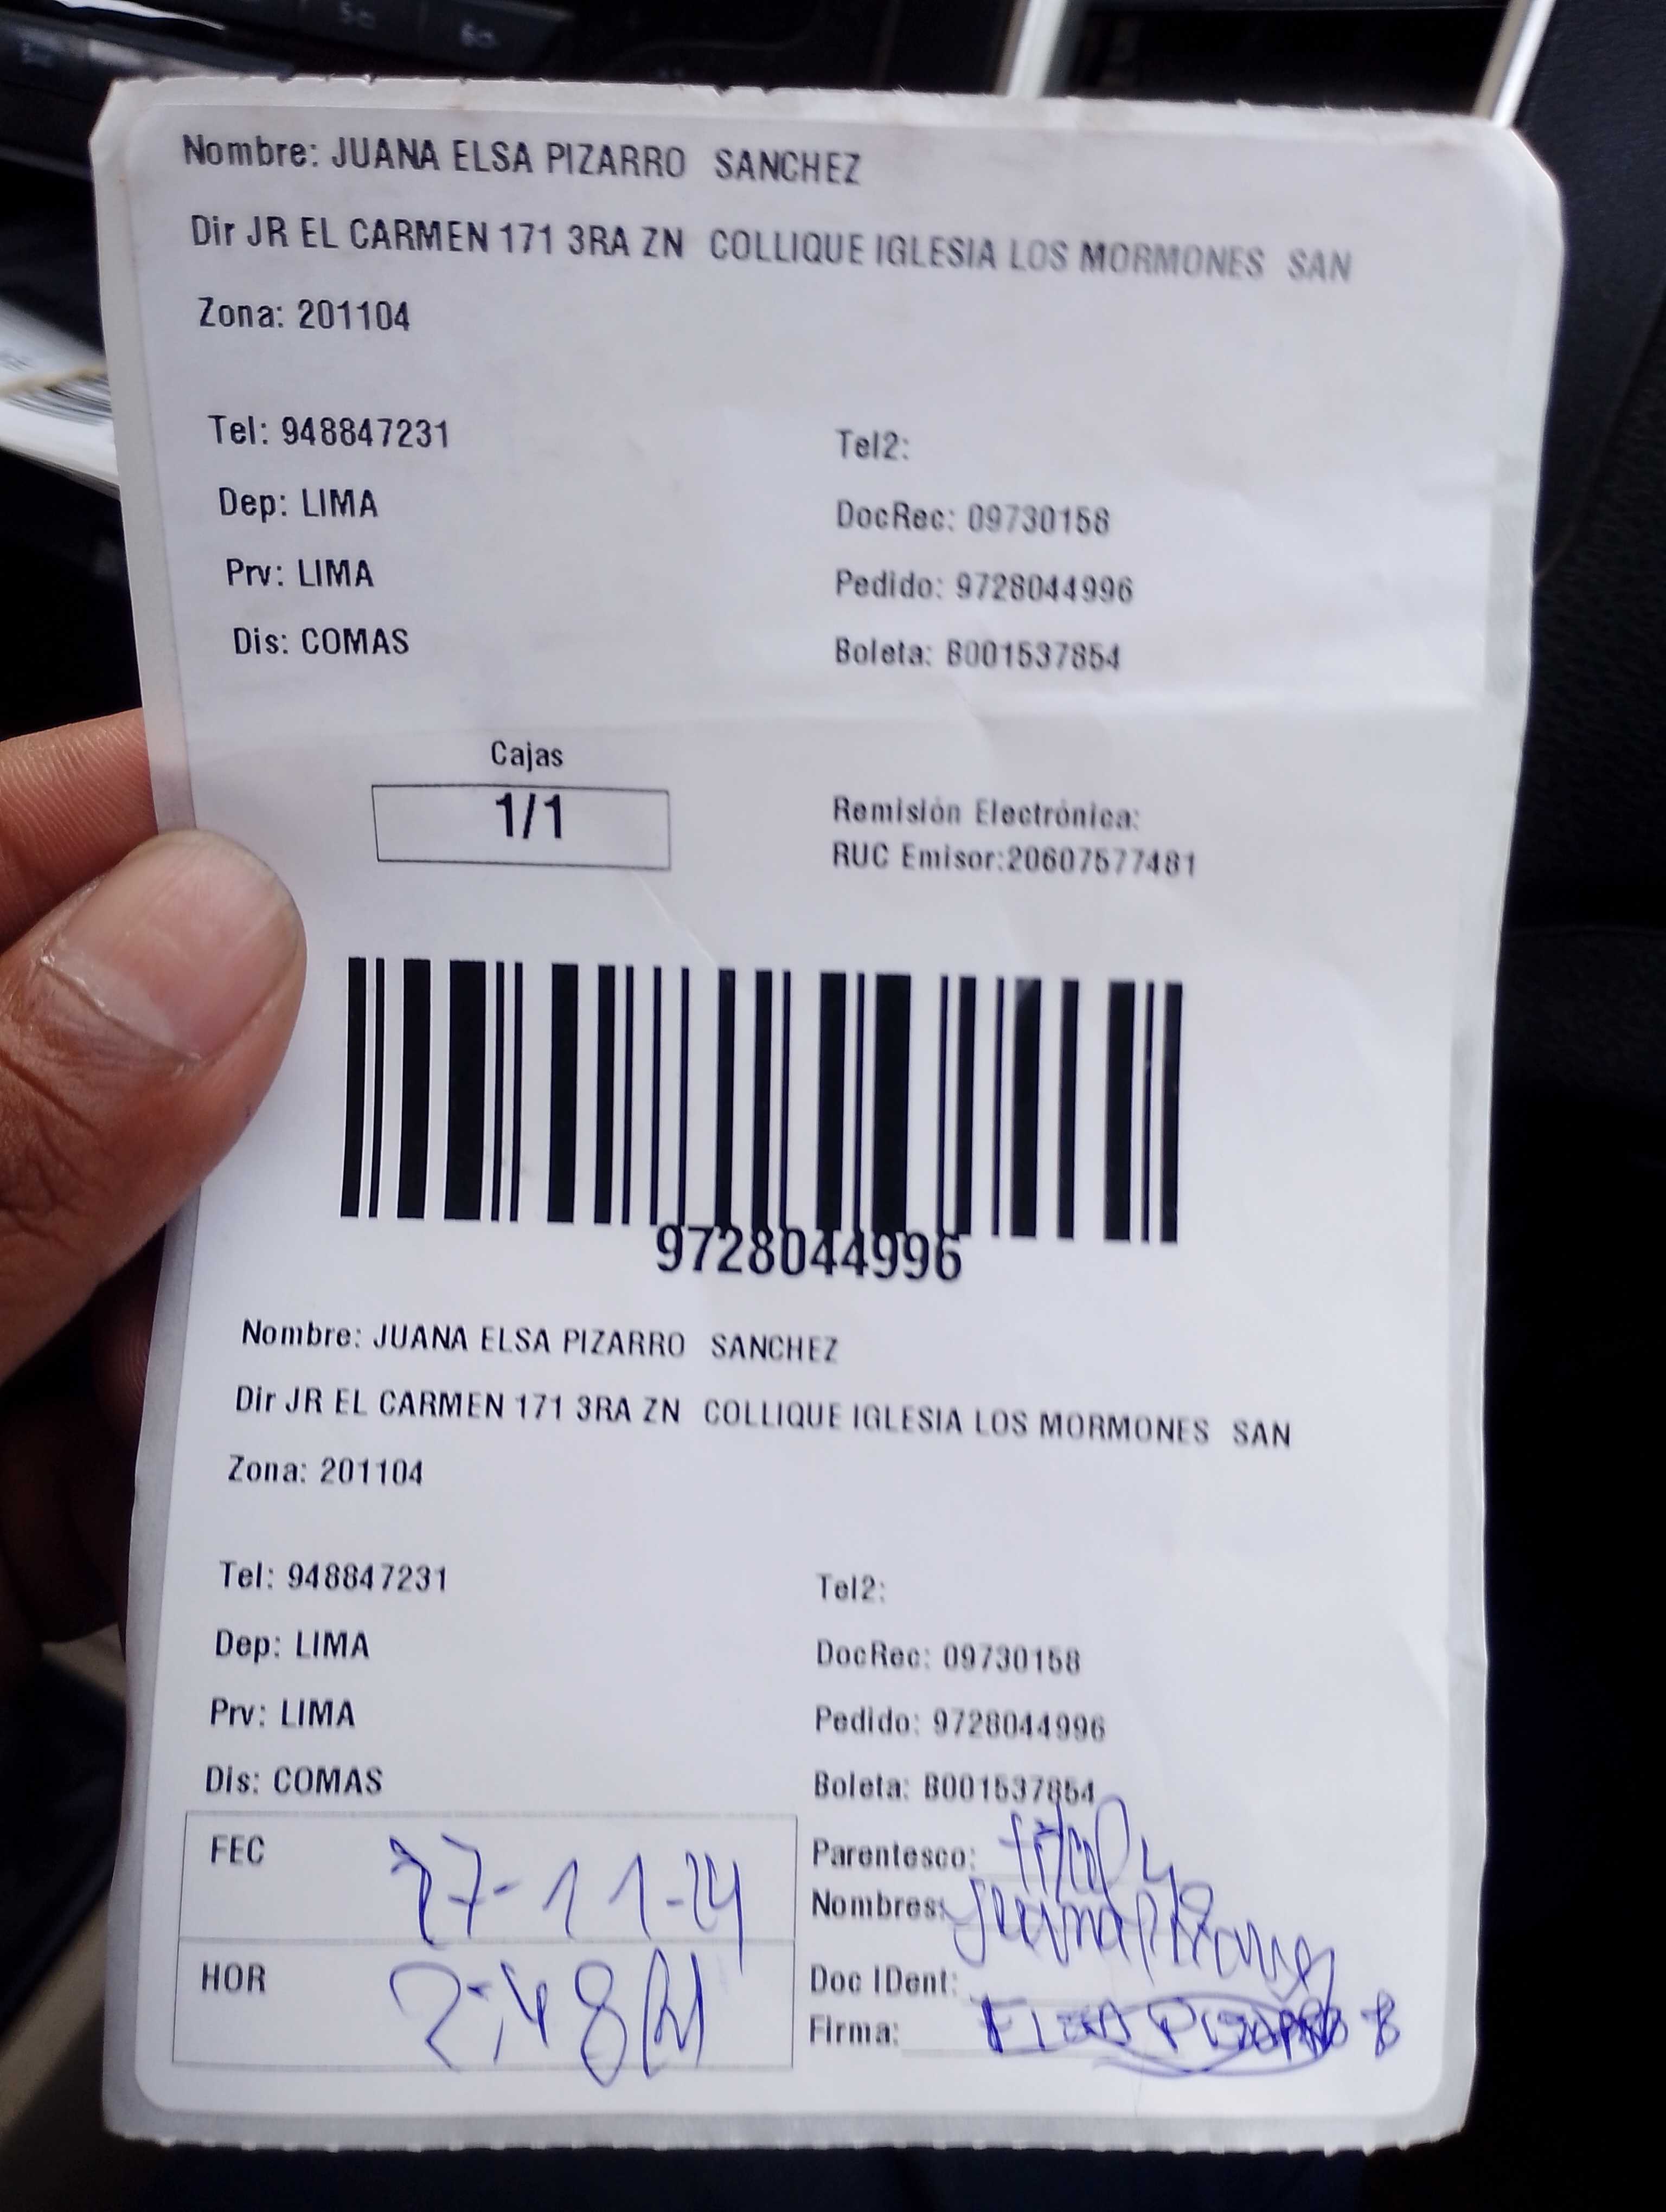 Nombre: JUANA ELSA PIZARRO SANCHEZ
Dir JR EL CARMEN 171 3RA ZN COLLIQUE IGLESIA LOS MORMONES SAN
Zona: 201104
Tel: 948847231 Tel2:
Dep: LIMA DocRec: 09730158
Prv: LIMA Pedido: 9728044996
Dis: COMAS Boleta: B001537854
Cajas
1/1
Remisión Electrónica:
RUC Emisor:20607577481
9728044996
Nombre: JUANA ELSA PIZARRO SANCHEZ
Dir JR EL CARMEN 171 3RA ZN COLLIQUE IGLESIA LOS MORMONES SAN
Zona: 201104
Tel: 948847231 Tel2:
Dep: LIMA DocRec: 09730158
Prv: LIMA Pedido: 9728044996
Dis: COMAS Boleta: B001537854
FEC 27-11-24 Parentesco:
Nombres:
HOR 2:48 Doc IDent:
Firma: